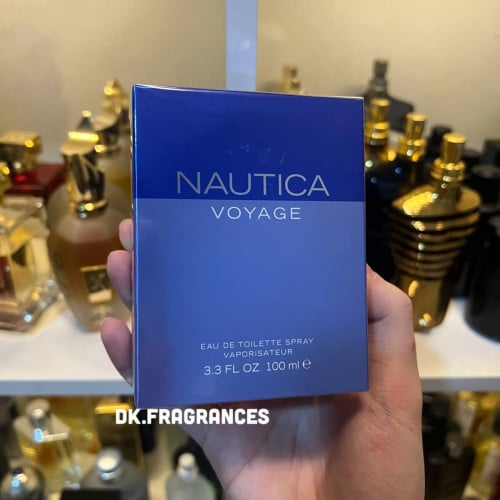 NAUTICA
VOYAGE
EAU DE TOILETTE SPRAY
VAPORISATEUR
3.3 FL OZ 100 ml ℮
DK.FRAGRANCES